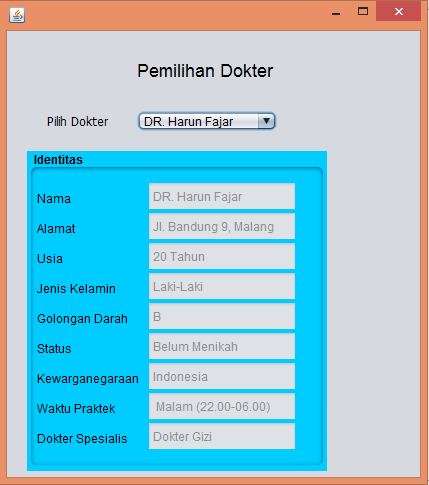 Pemilihan Dokter
Pilih Dokter DR. Harun Fajar
Identitas
Nama DR. Harun Fajar
Alamat Jl. Bandung 9, Malang
Usia 20 Tahun
Jenis Kelamin Laki-Laki
Golongan Darah B
Status Belum Menikah
Kewarganegaraan Indonesia
Waktu Praktek Malam (22.00-06.00)
Dokter Spesialis Dokter Gizi